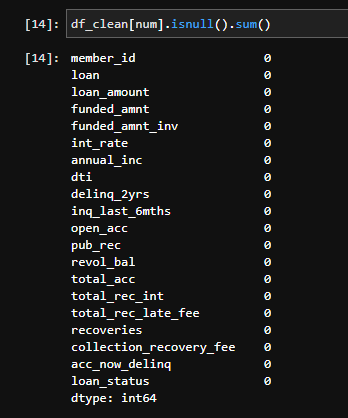 [14]: df_clean[num].isnull().sum()
[14]: member_id 0
loan 0
loan_amount 0
funded_amnt 0
funded_amnt_inv 0
int_rate 0
annual_inc 0
dti 0
delinq_2yrs 0
inq_last_6mths 0
open_acc 0
pub_rec 0
revol_bal 0
total_acc 0
total_rec_int 0
total_rec_late_fee 0
recoveries 0
collection_recovery_fee 0
acc_now_delinq 0
loan_status 0
dtype: int64